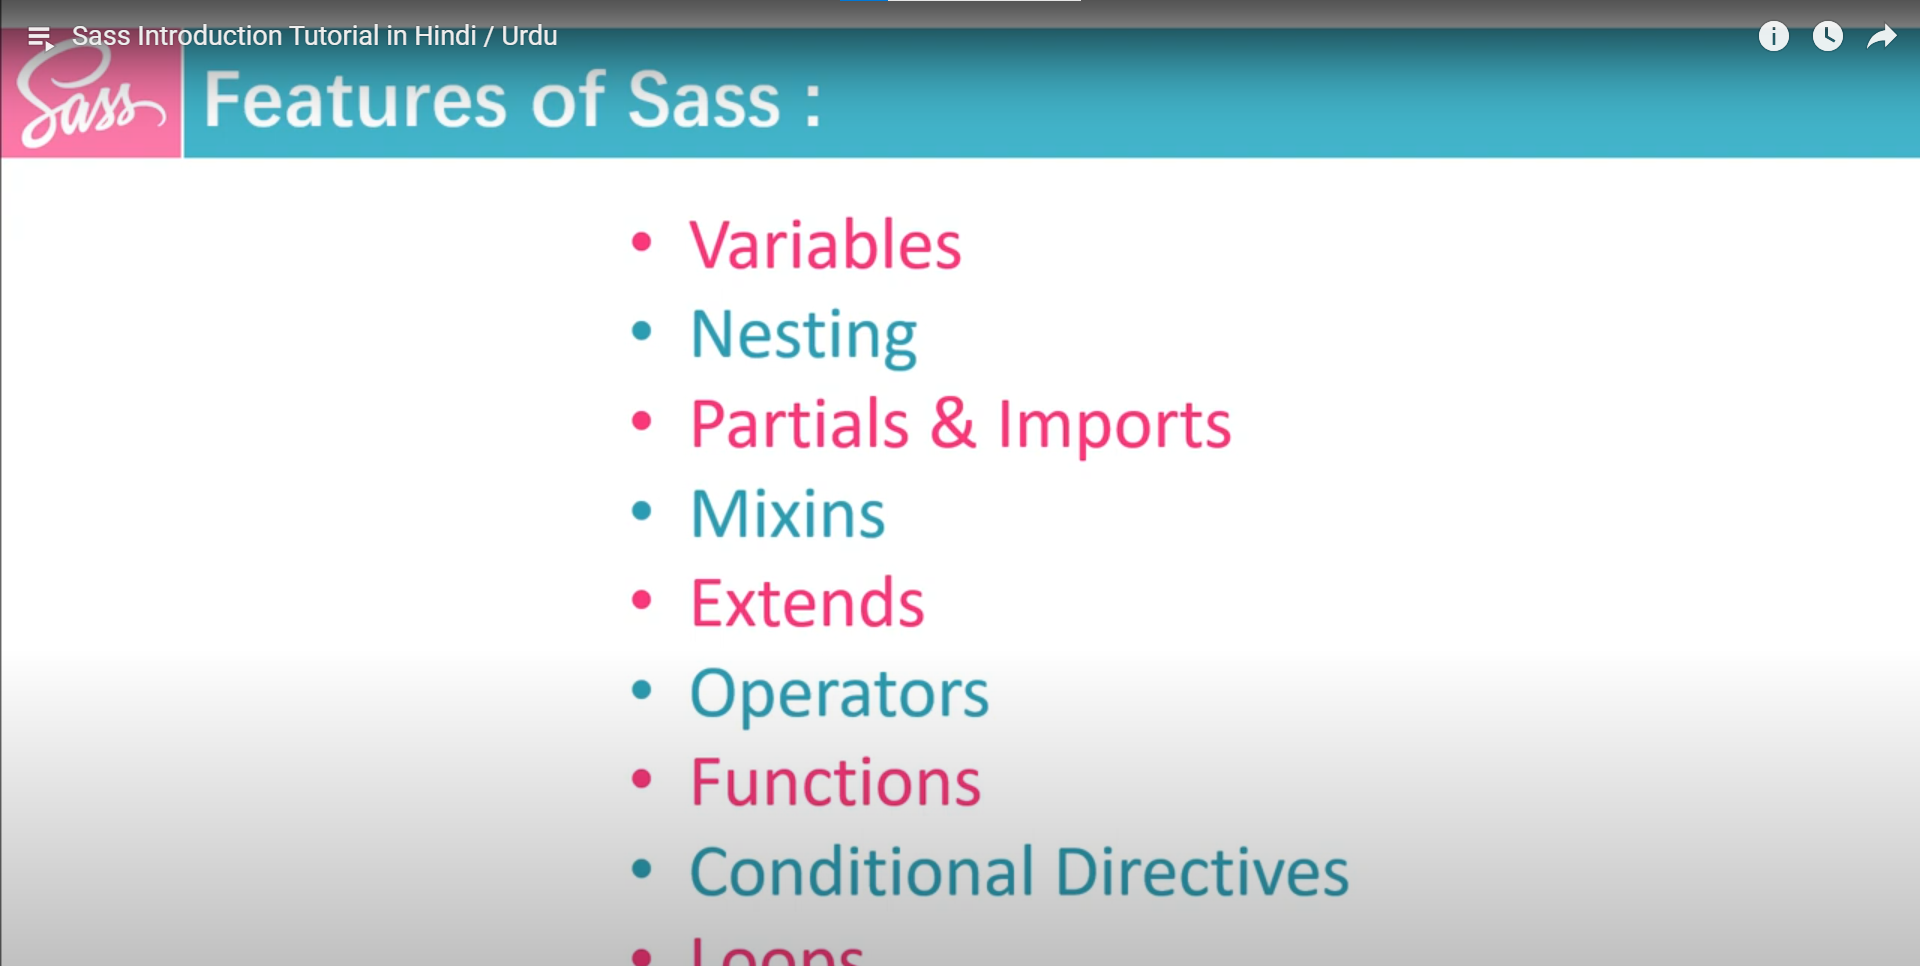 Sass Introduction Tutorial in Hindi / Urdu
Sass
Features of Sass :
• Variables
• Nesting
• Partials & Imports
• Mixins
• Extends
• Operators
• Functions
• Conditional Directives
• Loops